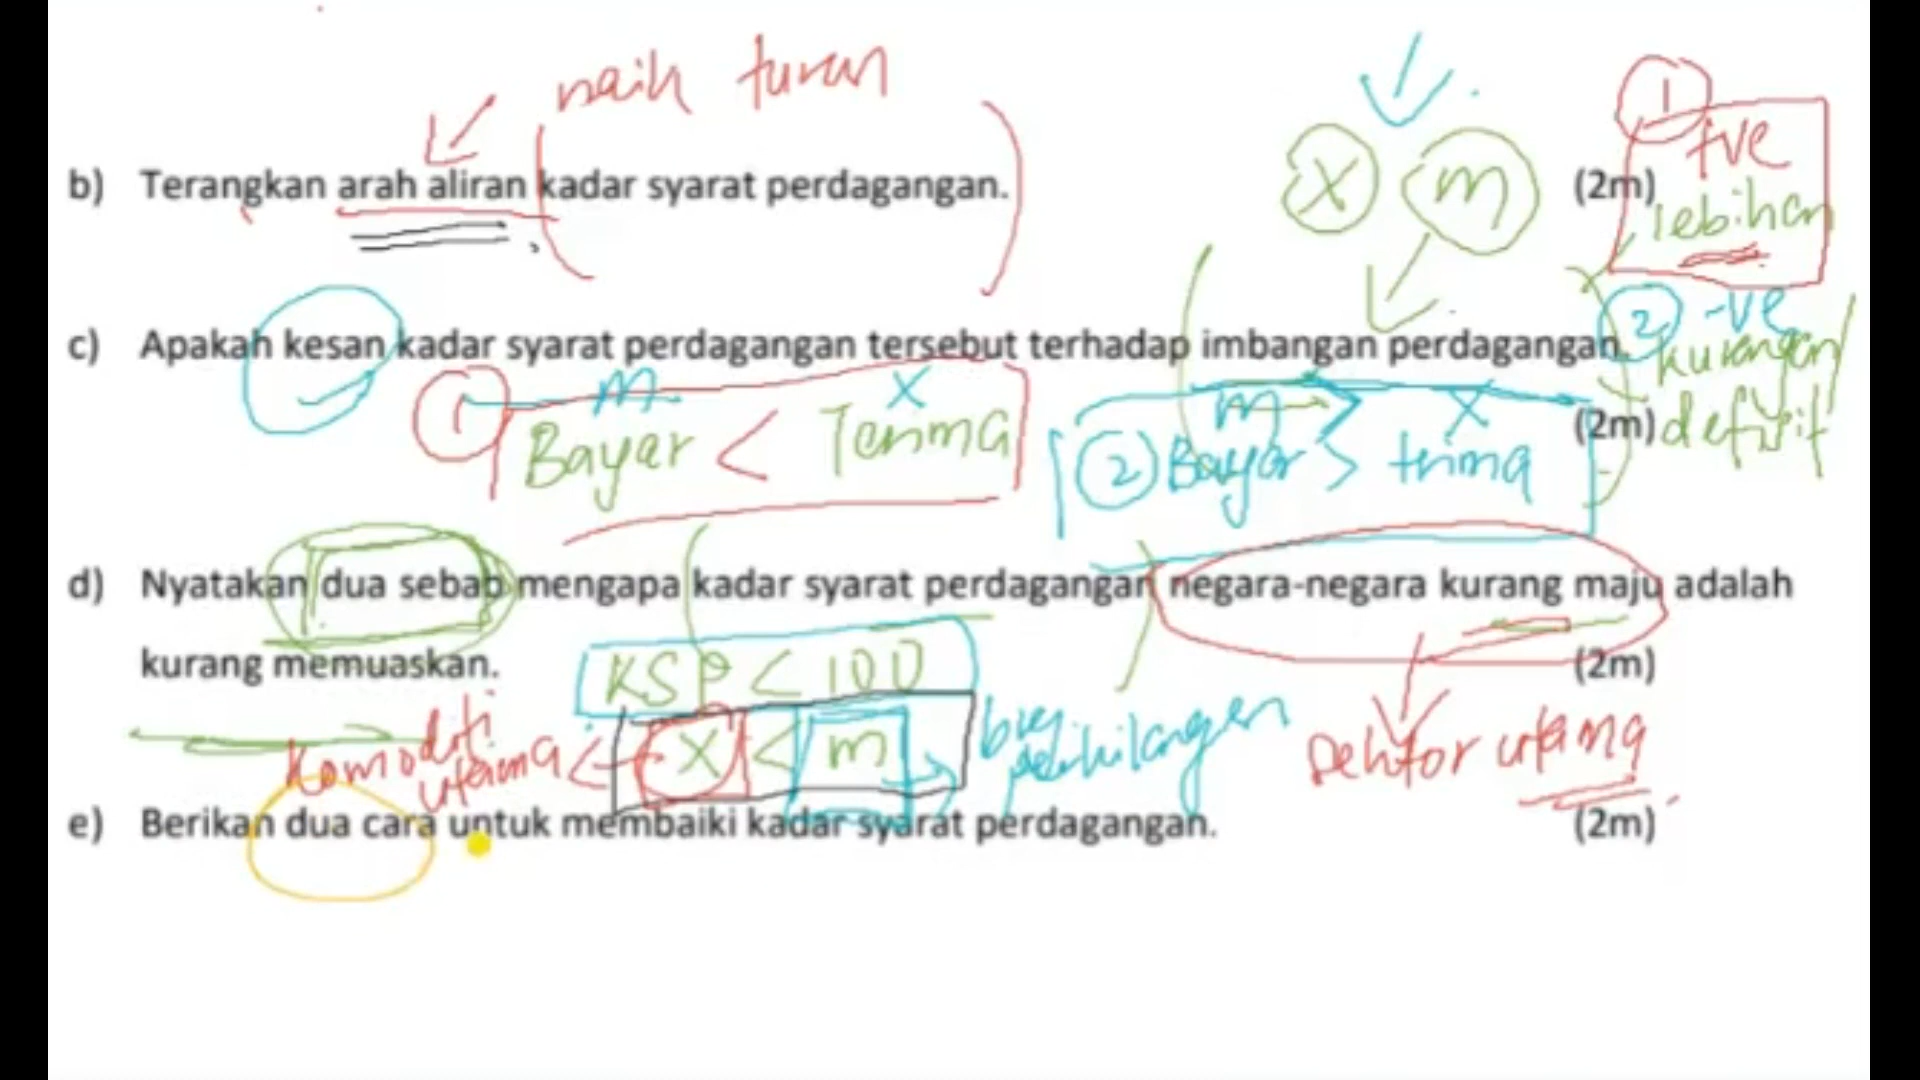 naik turun
b) Terangkan arah aliran kadar syarat perdagangan. (2m)
X m
1
+ve
lebihan
c) Apakah kesan kadar syarat perdagangan tersebut terhadap imbangan perdagangan.
2 -ve
kurangan/
defisit
(2m)
m X
1 Bayar < Terima
m > X
2 Bayar > trima
d) Nyatakan dua sebab mengapa kadar syarat perdagangan negara-negara kurang maju adalah
kurang memuaskan. (2m)
KSP < 100
Komoditi
utama
X < m
brg perkilangan
Sektor utama
e) Berikan dua cara untuk membaiki kadar syarat perdagangan. (2m)